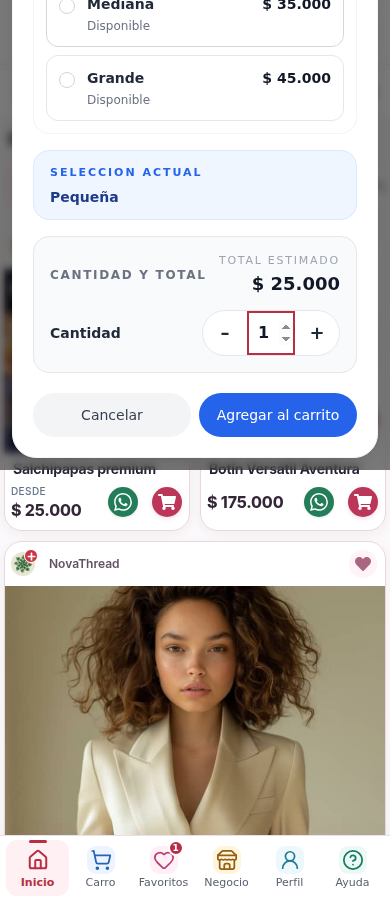 Mediana $ 35.000
Disponible
Grande $ 45.000
Disponible
SELECCION ACTUAL
Pequeña
TOTAL ESTIMADO
CANTIDAD Y TOTAL
$ 25.000
Cantidad - 1 +
Cancelar Agregar al carrito
Salchipapas premium Botín Versátil Aventura
DESDE
$ 25.000 $ 175.000
NovaThread
1
Inicio Carro Favoritos Negocio Perfil Ayuda